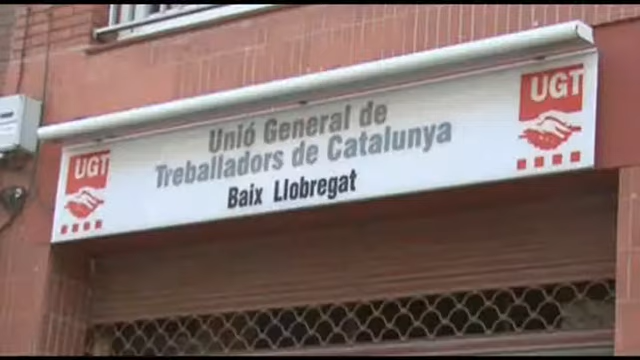 UGT
Unió General de
Treballadors de Catalunya
Baix Llobregat
UGT